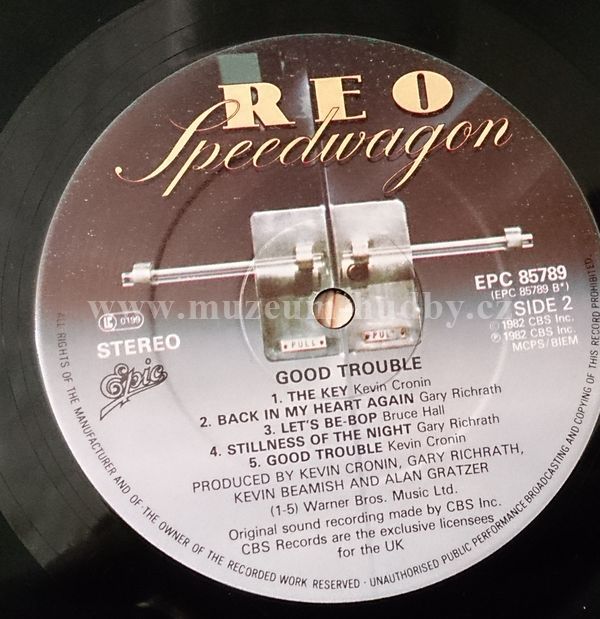 REO
Speedwagon
PULL PULL
EPC 85789
(EPC 85789 B*)
SIDE 2
Ⓒ 1982 CBS Inc.
Ⓟ 1982 CBS Inc.
MCPS/BIEM
LC 0199
STEREO
Epic
www.muzeumhudby.cz
GOOD TROUBLE
1. THE KEY Kevin Cronin
2. BACK IN MY HEART AGAIN Gary Richrath
3. LET'S BE-BOP Bruce Hall
4. STILLNESS OF THE NIGHT Gary Richrath
5. GOOD TROUBLE Kevin Cronin
PRODUCED BY KEVIN CRONIN, GARY RICHRATH,
KEVIN BEAMISH AND ALAN GRATZER
(1-5) Warner Bros. Music Ltd.
Original sound recording made by CBS Inc.
CBS Records are the exclusive licensees
for the UK
ALL RIGHTS OF THE MANUFACTURER AND OF THE OWNER OF THE RECORDED WORK RESERVED · UNAUTHORISED PUBLIC PERFORMANCE BROADCASTING AND COPYING OF THIS RECORD PROHIBITED.